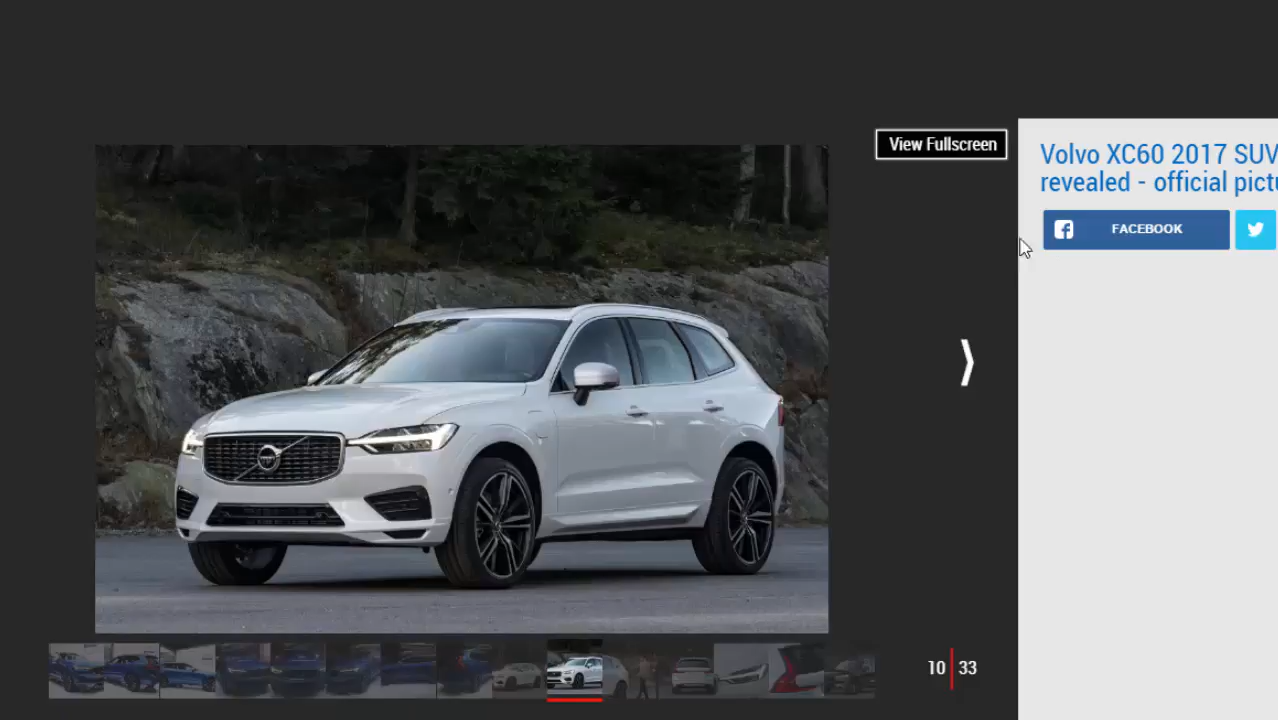 View Fullscreen
Volvo XC60 2017 SUV
revealed - official pict
FACEBOOK
10 33